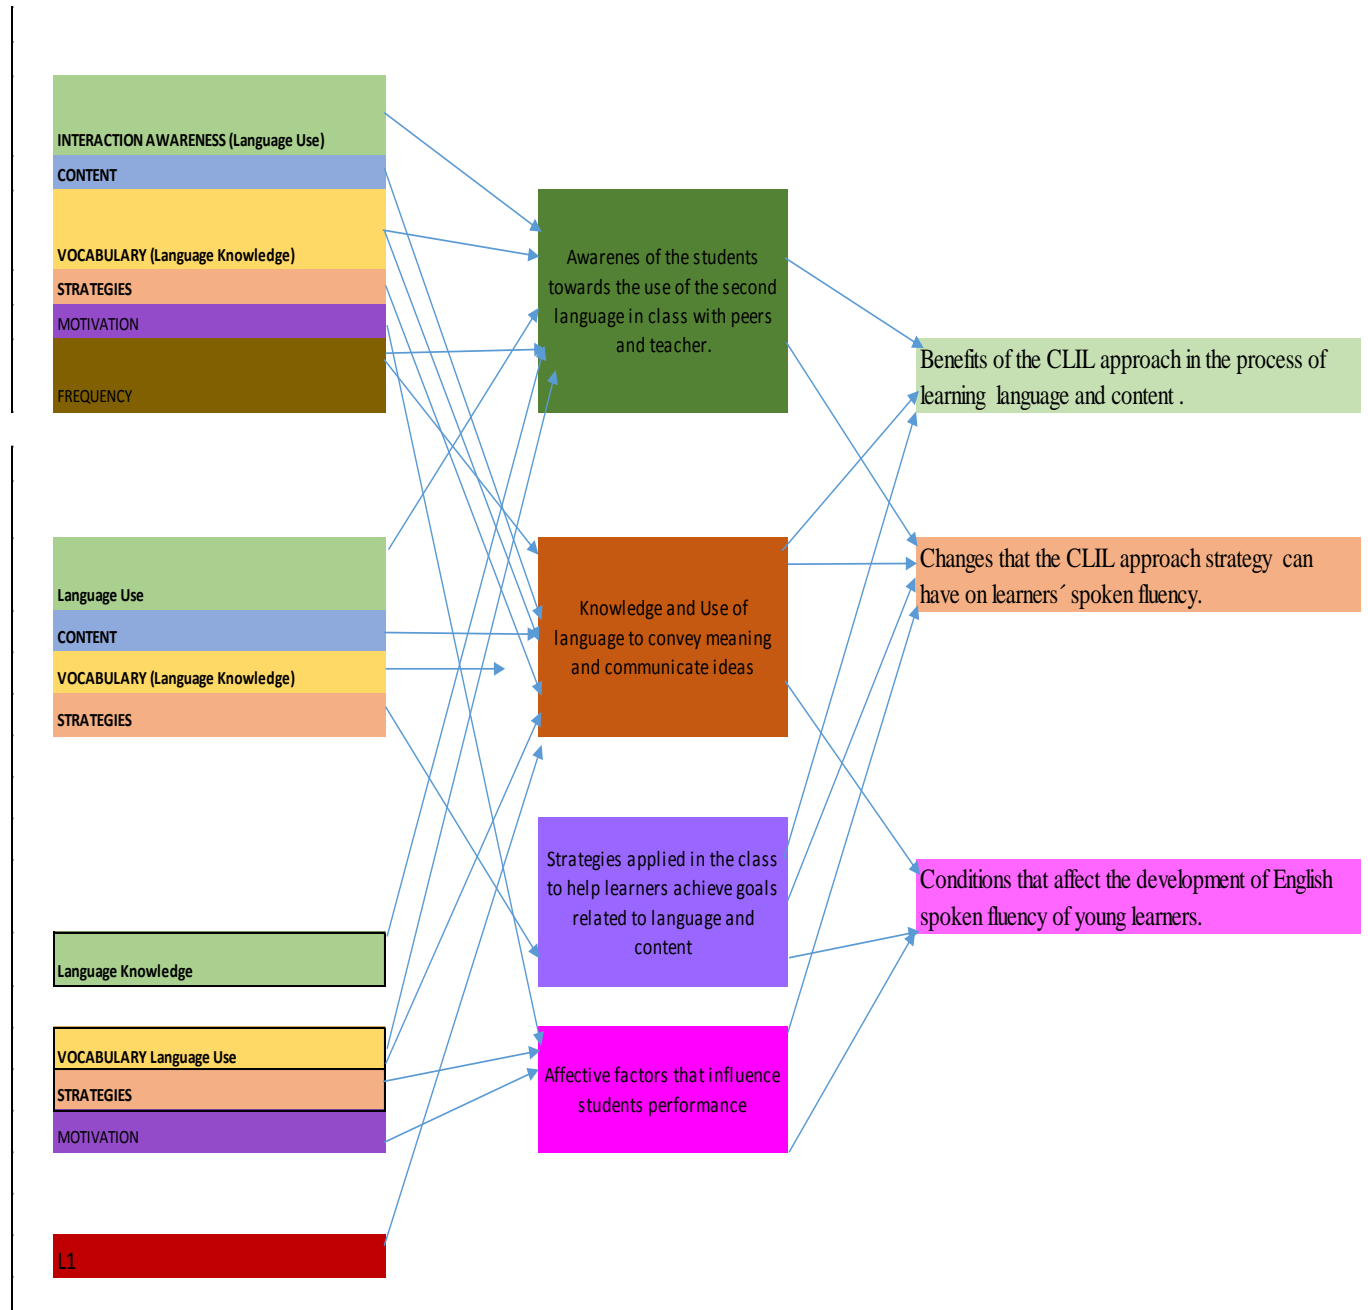 INTERACTION AWARENESS (Language Use)
CONTENT
VOCABULARY (Language Knowledge)
STRATEGIES
MOTIVATION
FREQUENCY
Language Use
CONTENT
VOCABULARY (Language Knowledge)
STRATEGIES
Language Knowledge
VOCABULARY Language Use
STRATEGIES
MOTIVATION
L1
Awarenes of the students
towards the use of the second
language in class with peers
and teacher.
Knowledge and Use of
language to convey meaning
and communicate ideas
Strategies applied in the class
to help learners achieve goals
related to language and
content
Affective factors that influence
students performance
Benefits of the CLIL approach in the process of
learning language and content .
Changes that the CLIL approach strategy can
have on learners´ spoken fluency.
Conditions that affect the development of English
spoken fluency of young learners.